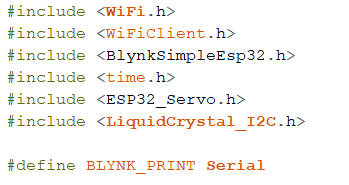 #include <WiFi.h>
#include <WiFiClient.h>
#include <BlynkSimpleEsp32.h>
#include <time.h>
#include <ESP32_Servo.h>
#include <LiquidCrystal_I2C.h>
#define BLYNK_PRINT Serial